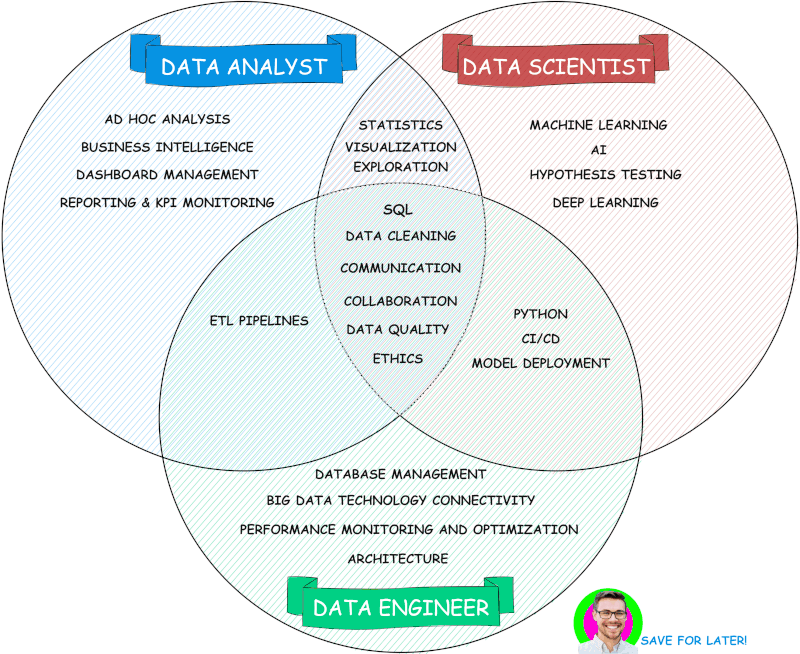 DATA ANALYST
DATA SCIENTIST
AD HOC ANALYSIS
BUSINESS INTELLIGENCE
DASHBOARD MANAGEMENT
REPORTING & KPI MONITORING
STATISTICS
VISUALIZATION
EXPLORATION
MACHINE LEARNING
AI
HYPOTHESIS TESTING
DEEP LEARNING
SQL
DATA CLEANING
COMMUNICATION
COLLABORATION
DATA QUALITY
ETHICS
ETL PIPELINES
PYTHON
CI/CD
MODEL DEPLOYMENT
DATABASE MANAGEMENT
BIG DATA TECHNOLOGY CONNECTIVITY
PERFORMANCE MONITORING AND OPTIMIZATION
ARCHITECTURE
DATA ENGINEER
SAVE FOR LATER!